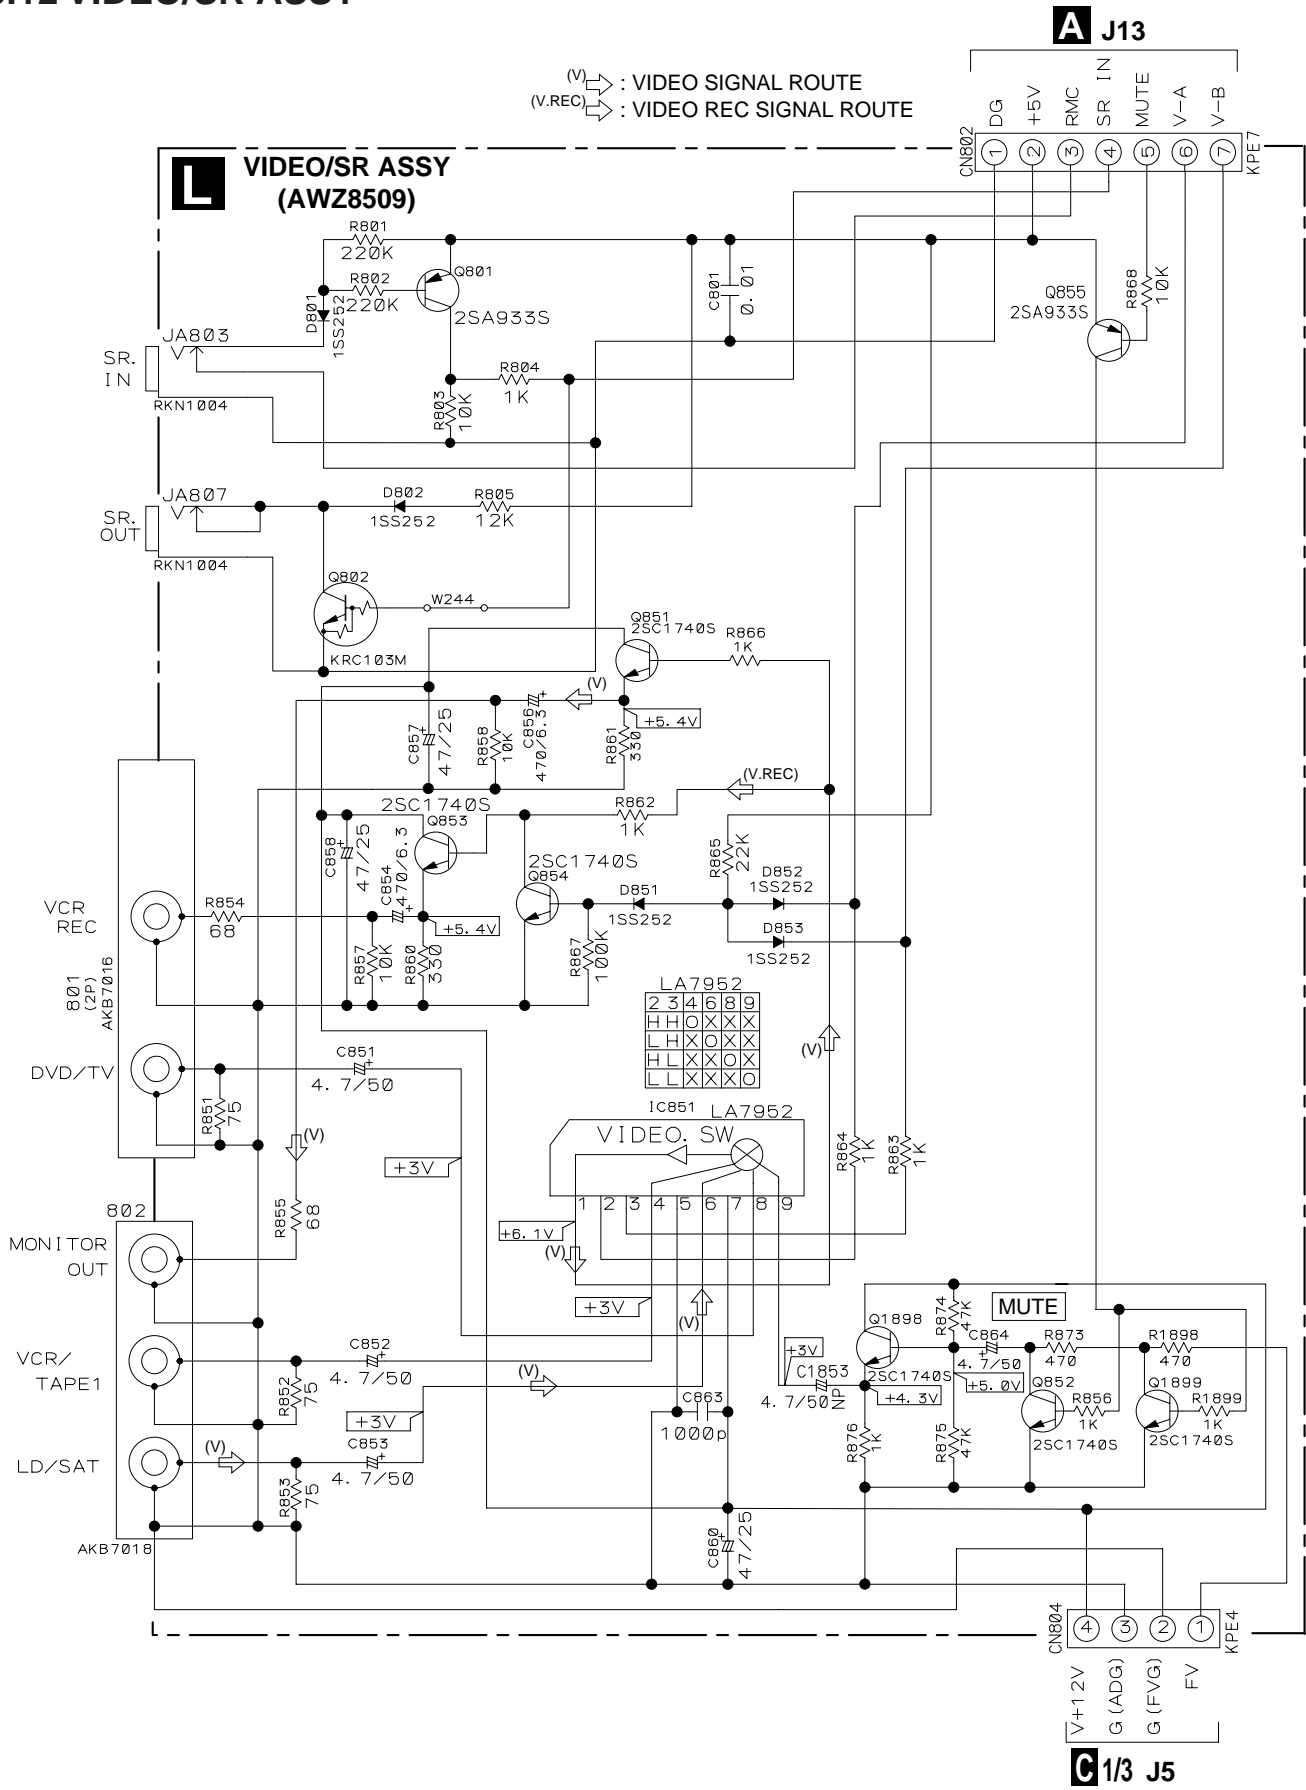 VIDEO/SR ASSY
A J13
(V) : VIDEO SIGNAL ROUTE
(V.REC) : VIDEO REC SIGNAL ROUTE
DG
+5V
RMC
SR IN
MUTE
V-A
V-B
CN802
1 2 3 4 5 6 7
KPE7
L VIDEO/SR ASSY
(AWZ8509)
R801
220K
R802
220K
Q801
2SA933S
D801
1SS252
C801
0.01
Q855
2SA933S
R868
10K
JA803
SR.
IN
RKN1004
R804
1K
R803
10K
JA807
SR.
OUT
RKN1004
D802
1SS252
R805
12K
Q802
KRC103M
W244
Q851
2SC1740S
R866
1K
(V)
+5.4V
C857
47/25
R858
10K
C856
470/6.3
R861
330
(V.REC)
2SC1740S
Q853
R862
1K
C858
47/25
C854
470/6.3
2SC1740S
Q854
R865
22K
D852
1SS252
D851
1SS252
D853
1SS252
VCR
REC
R854
68
+5.4V
R857
10K
R860
330
R867
100K
801
(2P)
AKB7016
LA7952
2 3 4 6 8 9
H H O X X X
L H X O X X
H L X X O X
L L X X X O
(V)
DVD/TV
C851
4.7/50
R851
75
IC851 LA7952
VIDEO. SW
R864
1K
R863
1K
(V)
+3V
1 2 3 4 5 6 7 8 9
802
R855
68
+6.1V
(V)
MONITOR
OUT
+3V
(V)
MUTE
Q1898
2SC1740S
R874
47K
C864
4.7/50
R873
470
R1898
470
VCR/
TAPE1
C852
4.7/50
R852
75
(V)
+3V
C1853
4.7/50
NP
+4.3V
+5.0V
Q852
2SC1740S
R856
1K
Q1899
2SC1740S
R1899
1K
+3V
C863
1000p
R876
1K
R875
47K
LD/SAT
(V)
C853
4.7/50
R853
75
AKB7018
C860
47/25
CN804
4 3 2 1
KPE4
V+12V
G (ADG)
G (FVG)
FV
C 1/3 J5